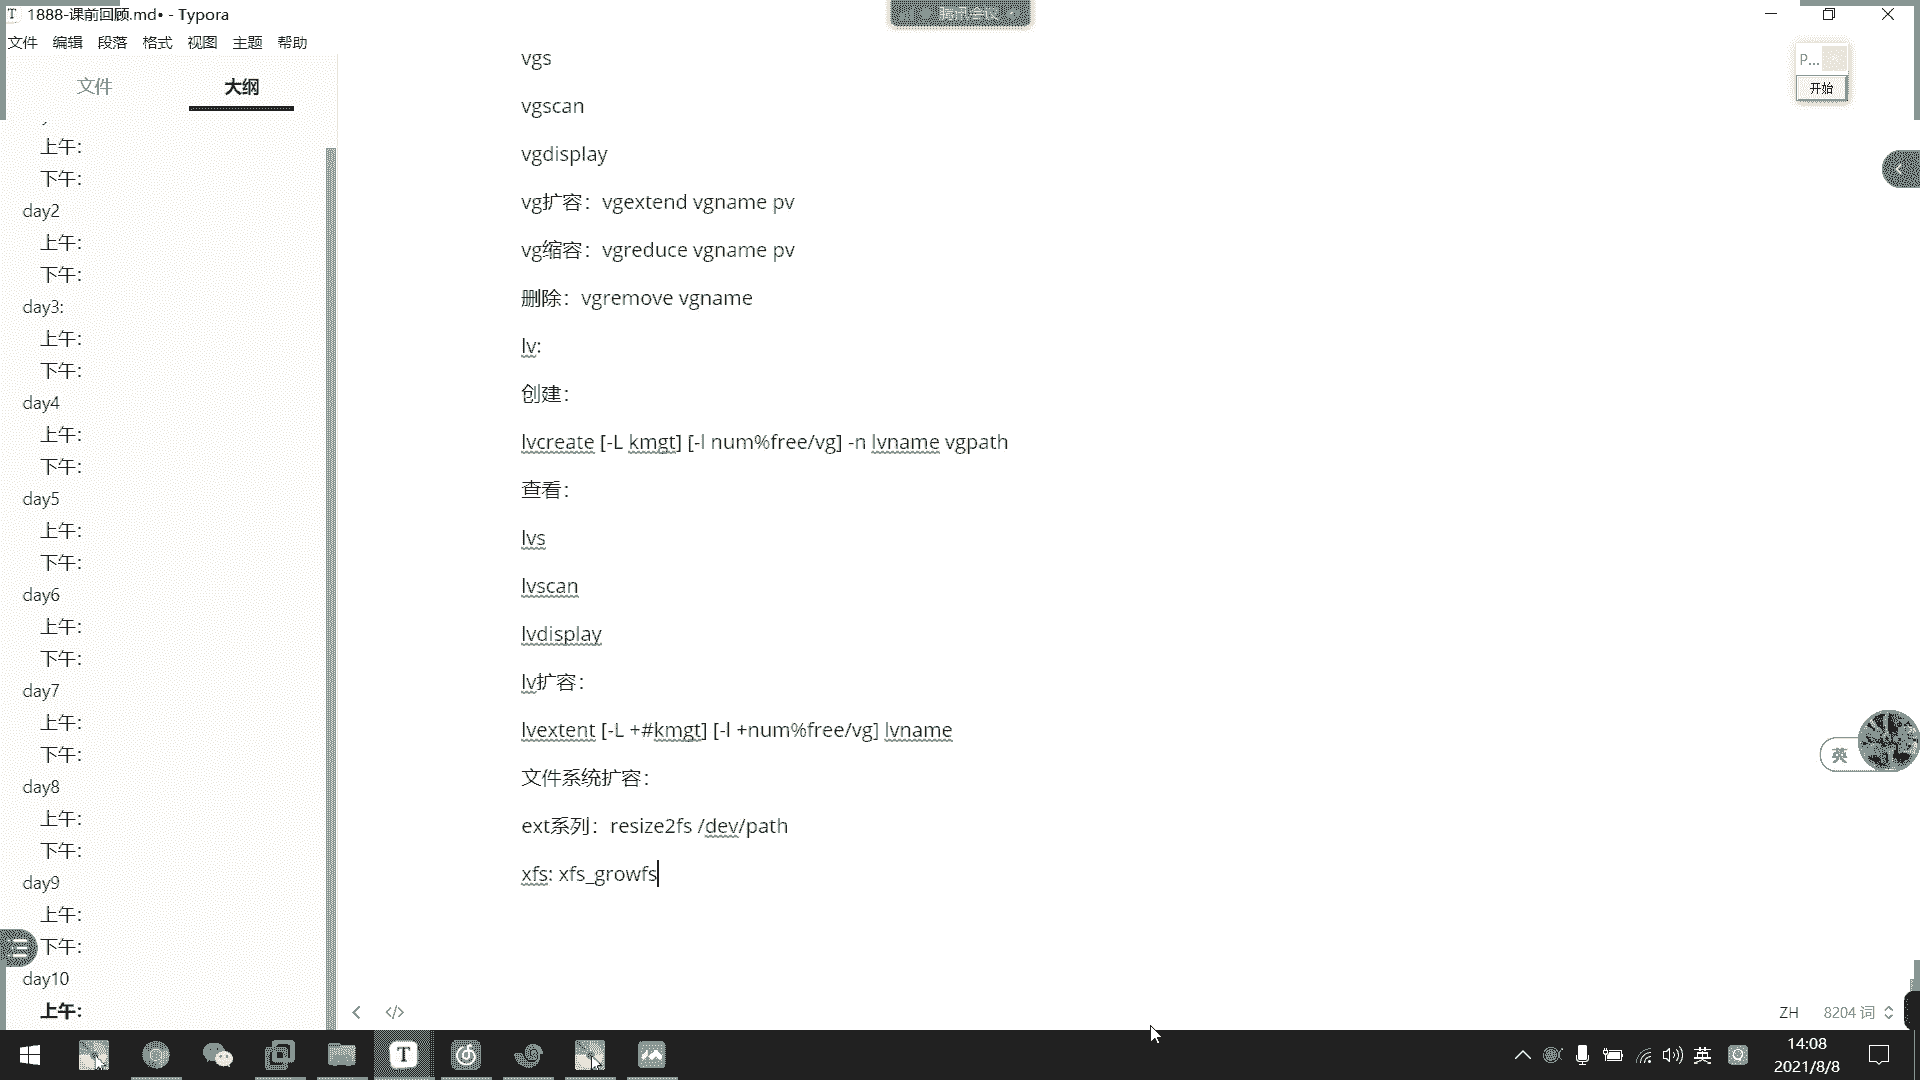 1888-课前回顾.md• - Typora
腾讯会议
文件 编辑 段落 格式 视图 主题 帮助
文件 大纲
上午：
下午：
day2
上午：
下午：
day3:
上午：
下午：
day4
上午：
下午：
day5
上午：
下午：
day6
上午：
下午：
day7
上午：
下午：
day8
上午：
下午：
day9
上午：
下午：
day10
上午：
vgs
vgscan
vgdisplay
vg扩容：vgextend vgname pv
vg缩容：vgreduce vgname pv
删除：vgremove vgname
lv:
创建：
lvcreate [-L kmgt] [-l num%free/vg] -n lvname vgpath
查看：
lvs
lvscan
lvdisplay
lv扩容：
lvextent [-L +#kmgt] [-l +num%free/vg] lvname
文件系统扩容：
ext系列：resize2fs /dev/path
xfs: xfs_growfs
P...
开始
英
ZH 8204 词
T
英
14:08
2021/8/8